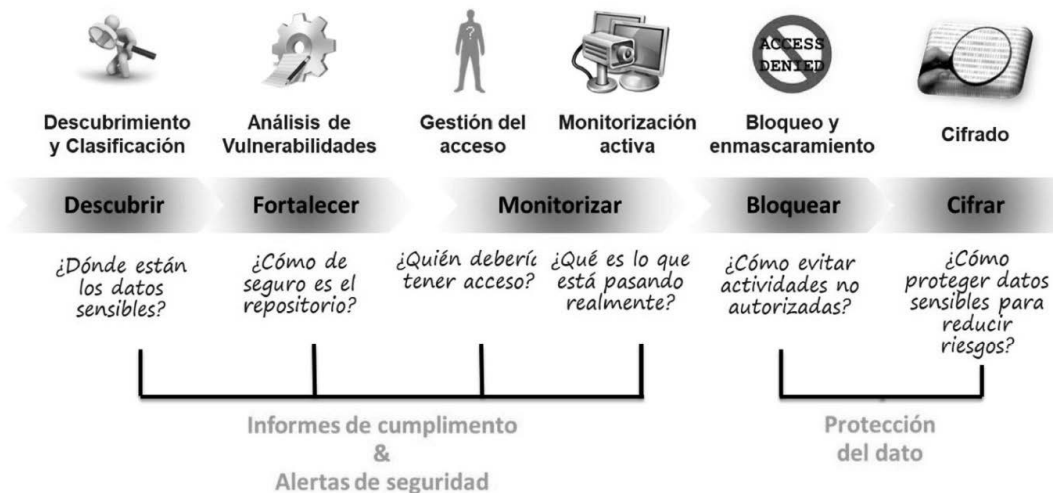 ACCESS
DENIED
?
Descubrimiento
y Clasificación
Análisis de
Vulnerabilidades
Gestión del
acceso
Monitorización
activa
Bloqueo y
enmascaramiento
Cifrado
Descubrir
Fortalecer
Monitorizar
Bloquear
Cifrar
¿Dónde están
los datos
sensibles?
¿Cómo de
seguro es el
repositorio?
¿Quién debería
tener acceso?
¿Qué es lo que
está pasando
realmente?
¿Cómo evitar
actividades no
autorizadas?
¿Cómo
proteger datos
sensibles para
reducir
riesgos?
Informes de cumplimento
&
Alertas de seguridad
Protección
del dato